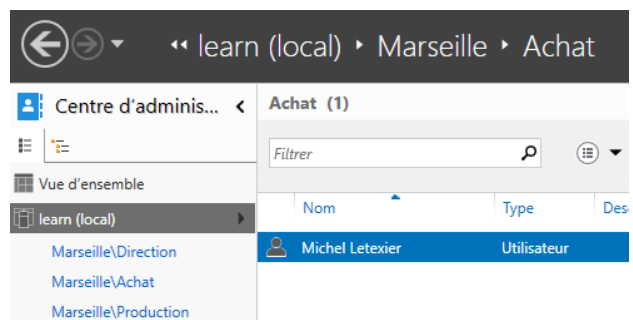 learn (local) Marseille Achat
Centre d'adminis...
Achat (1)
Filtrer
Vue d'ensemble
Nom Type
learn (local)
Michel Letexier Utilisateur
Marseille\Direction
Marseille\Achat
Marseille\Production